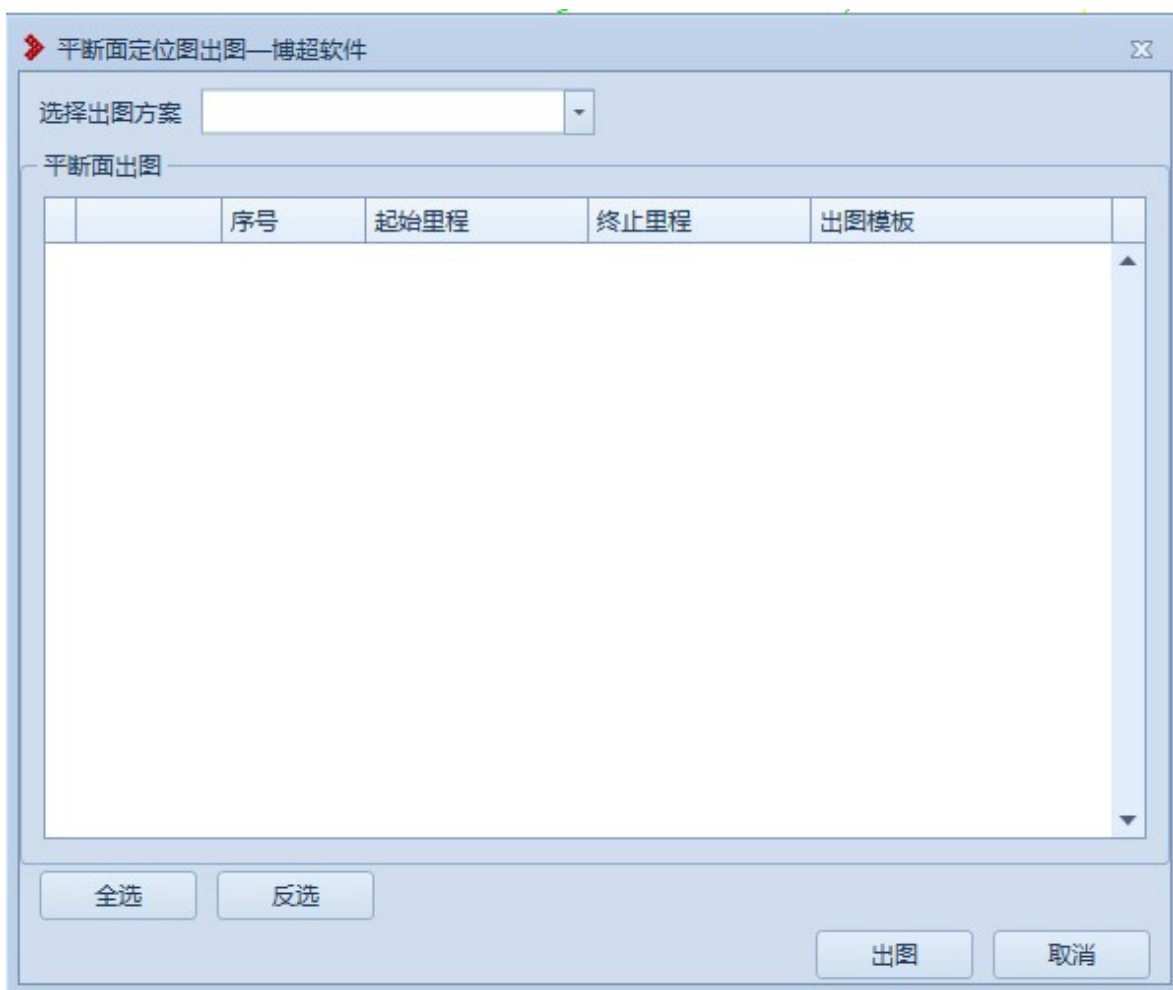 平断面定位图出图—博超软件
选择出图方案
平断面出图
序号 起始里程 终止里程 出图模板
全选 反选
出图 取消